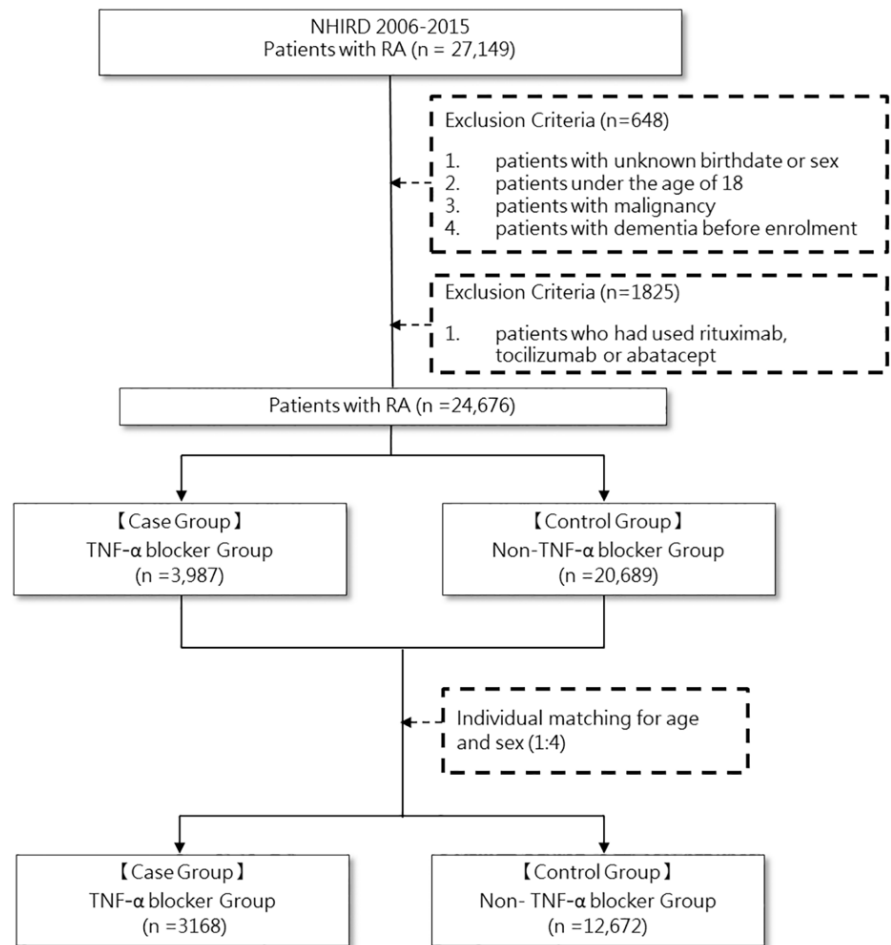 NHIRD 2006-2015
Patients with RA (n = 27,149)
Exclusion Criteria (n=648)
1. patients with unknown birthdate or sex
2. patients under the age of 18
3. patients with malignancy
4. patients with dementia before enrolment
Exclusion Criteria (n=1825)
1. patients who had used rituximab,
tocilizumab or abatacept
Patients with RA (n =24,676)
【Case Group】
TNF-α blocker Group
(n =3,987)
【Control Group】
Non-TNF-α blocker Group
(n =20,689)
Individual matching for age
and sex (1:4)
【Case Group】
TNF-α blocker Group
(n =3168)
【Control Group】
Non- TNF-α blocker Group
(n =12,672)